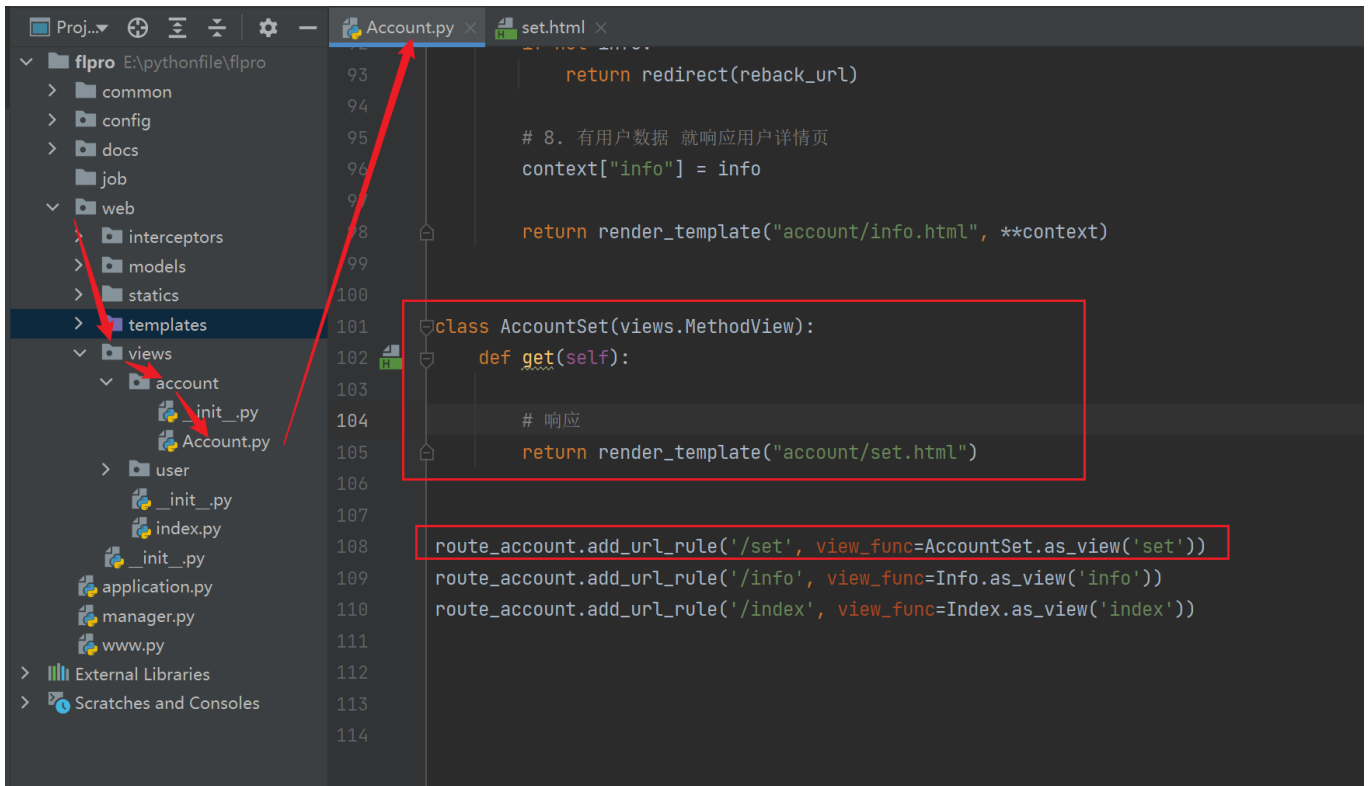 Proj...
flpro E:\pythonfile\flpro
common
config
docs
job
web
interceptors
models
statics
templates
views
account
__init__.py
Account.py
user
__init__.py
index.py
__init__.py
application.py
manager.py
www.py
External Libraries
Scratches and Consoles
Account.py
set.html
92 if not info:
93 return redirect(reback_url)
94
95 # 8. 有用户数据 就响应用户详情页
96 context["info"] = info
97
98 return render_template("account/info.html", **context)
99
100
101 class AccountSet(views.MethodView):
102 def get(self):
103
104 # 响应
105 return render_template("account/set.html")
106
107
108 route_account.add_url_rule('/set', view_func=AccountSet.as_view('set'))
109 route_account.add_url_rule('/info', view_func=Info.as_view('info'))
110 route_account.add_url_rule('/index', view_func=Index.as_view('index'))
111
112
113
114